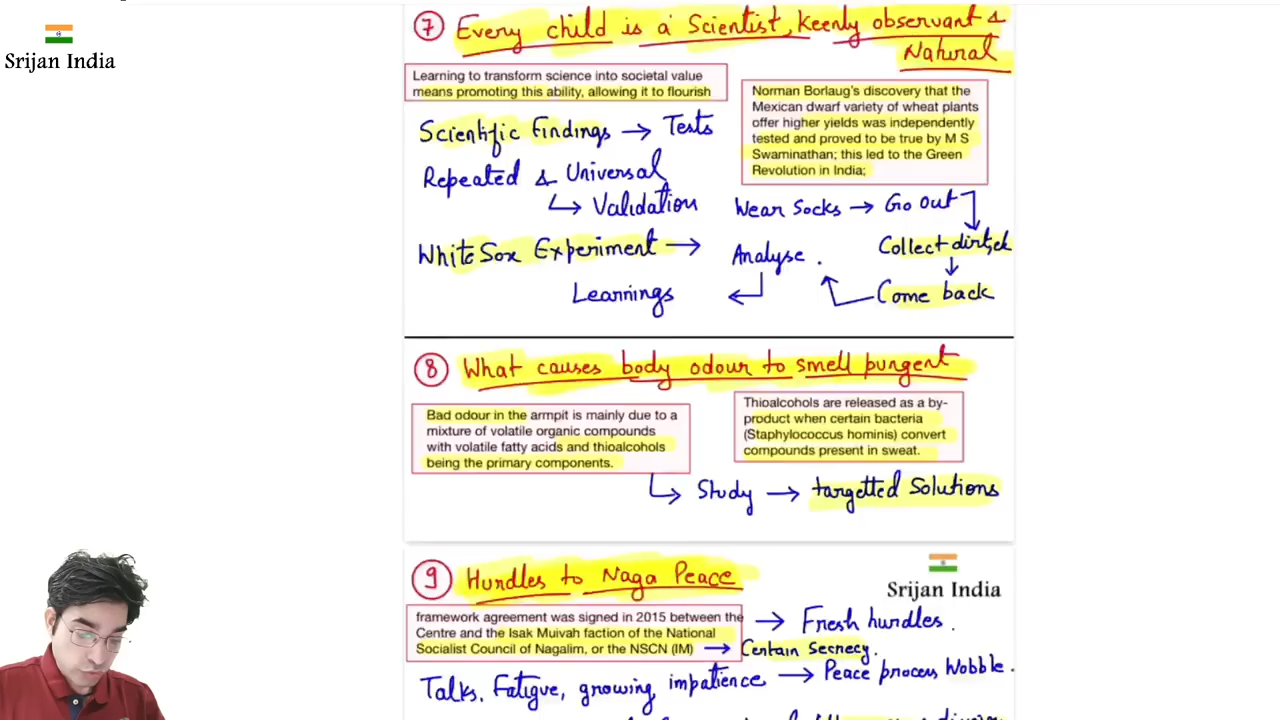 Srijan India
7 Every child is a Scientist, Keenly observant &
Natural
Learning to transform science into societal value
means promoting this ability, allowing it to flourish
Norman Borlaug's discovery that the
Mexican dwarf variety of wheat plants
offer higher yields was independently
tested and proved to be true by M S
Swaminathan; this led to the Green
Revolution in India;
Scientific Findings → Tests
Repeated & Universal
↳ Validation
White Sox Experiment →
Wear Socks → Go out
Collect dirt, etc
Come back
Analyse .
Learnings
8 What causes body odour to smell pungent
Bad odour in the armpit is mainly due to a
mixture of volatile organic compounds
with volatile fatty acids and thioalcohols
being the primary components.
Thioalcohols are released as a by-
product when certain bacteria
(Staphylococcus hominis) convert
compounds present in sweat.
↳ Study → targetted Solutions
9 Hurdles to Naga Peace
Srijan India
framework agreement was signed in 2015 between the
Centre and the Isak Muivah faction of the National
Socialist Council of Nagalim, or the NSCN (IM)
→ Fresh hurdles.
→ Certain Secrecy.
Talks, Fatigue, growing impatience → Peace process Wobble.